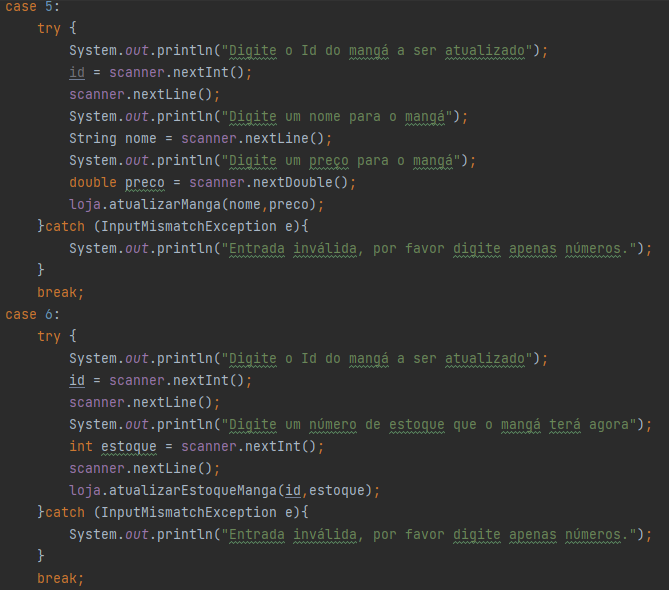 case 5:
    try {
        System.out.println("Digite o Id do mangá a ser atualizado");
        id = scanner.nextInt();
        scanner.nextLine();
        System.out.println("Digite um nome para o mangá");
        String nome = scanner.nextLine();
        System.out.println("Digite um preço para o mangá");
        double preco = scanner.nextDouble();
        loja.atualizarManga(nome,preco);
    }catch (InputMismatchException e){
        System.out.println("Entrada inválida, por favor digite apenas números.");
    }
    break;
case 6:
    try {
        System.out.println("Digite o Id do mangá a ser atualizado");
        id = scanner.nextInt();
        scanner.nextLine();
        System.out.println("Digite um número de estoque que o mangá terá agora");
        int estoque = scanner.nextInt();
        scanner.nextLine();
        loja.atualizarEstoqueManga(id,estoque);
    }catch (InputMismatchException e){
        System.out.println("Entrada inválida, por favor digite apenas números.");
    }
    break;